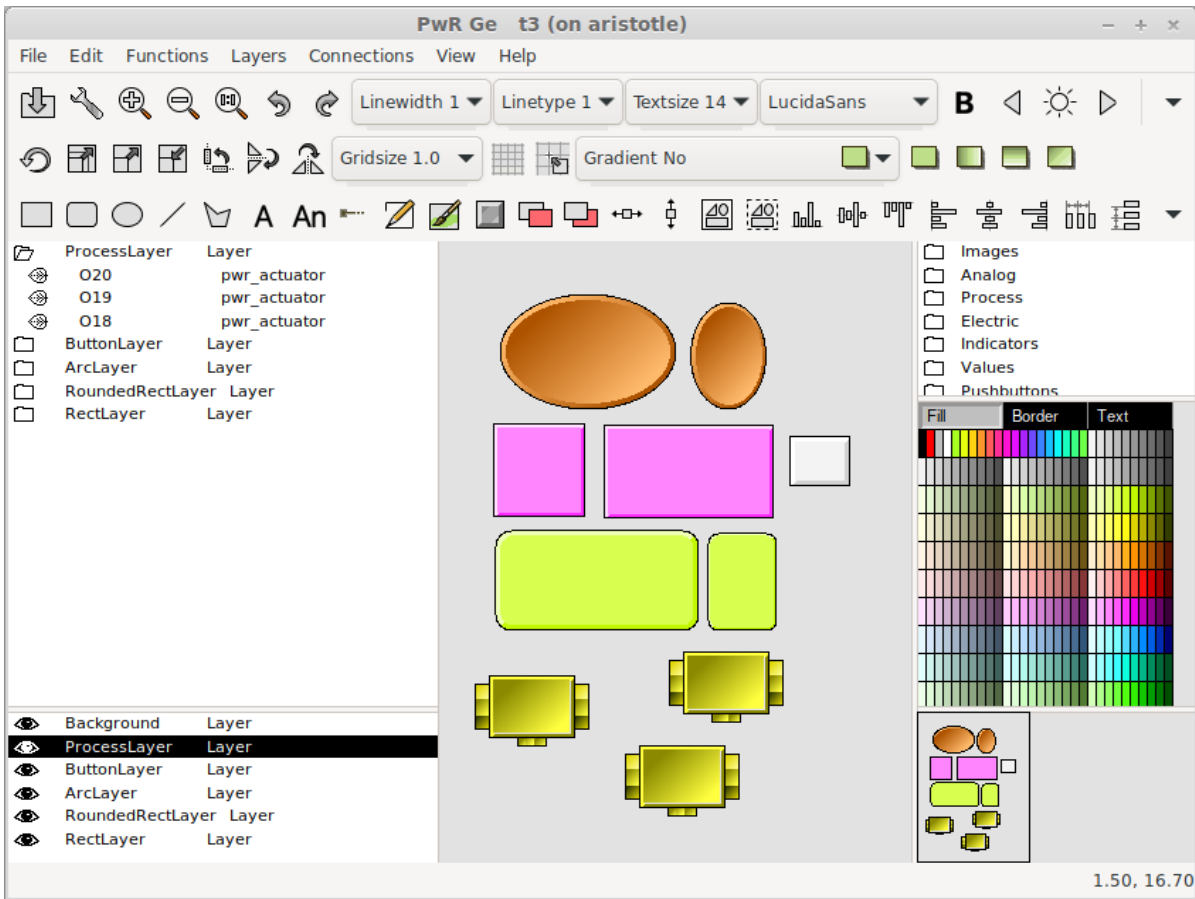 PwR Ge t3 (on aristotle)
File Edit Functions Layers Connections View Help
1:1 Linewidth 1 Linetype 1 Textsize 14 LucidaSans B
Gridsize 1.0 Gradient No
A An
ProcessLayer Layer
O20 pwr_actuator
O19 pwr_actuator
O18 pwr_actuator
ButtonLayer Layer
ArcLayer Layer
RoundedRectLayer Layer
RectLayer Layer
Images
Analog
Process
Electric
Indicators
Values
Pushbuttons
Fill Border Text
Background Layer
ProcessLayer Layer
ButtonLayer Layer
ArcLayer Layer
RoundedRectLayer Layer
RectLayer Layer
1.50, 16.70